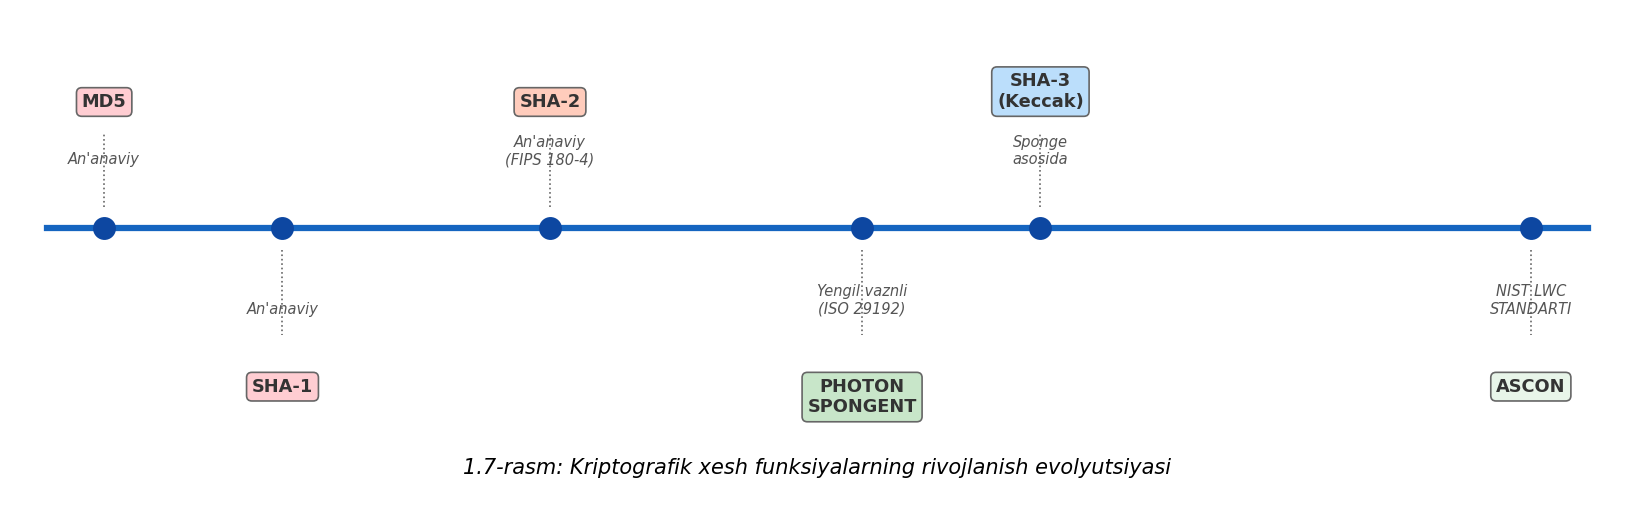 MD5
An'anaviy
SHA-2
An'anaviy
(FIPS 180-4)
SHA-3
(Keccak)
Sponge
asosida
An'anaviy
SHA-1
Yengil vaznli
(ISO 29192)
PHOTON
SPONGENT
NIST LWC
STANDARTI
ASCON
1.7-rasm: Kriptografik xesh funksiyalarning rivojlanish evolyutsiyasi